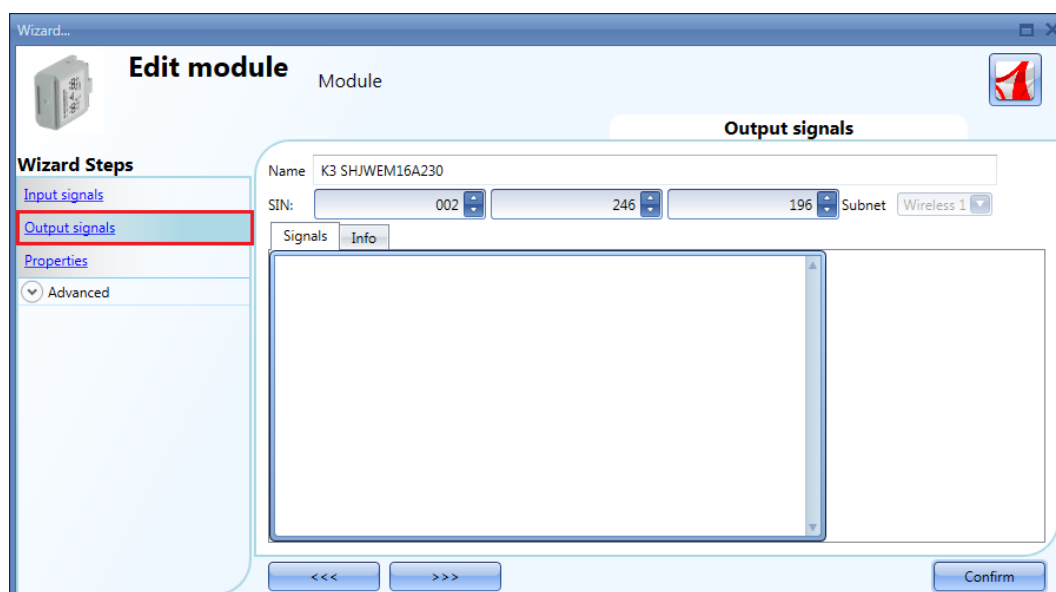 Wizard...
Edit module
Module
Output signals
Wizard Steps
Input signals
Output signals
Properties
Advanced
Name K3 SHJWEM16A230
SIN: 002 246 196 Subnet Wireless 1
Signals Info
<<< >>> Confirm